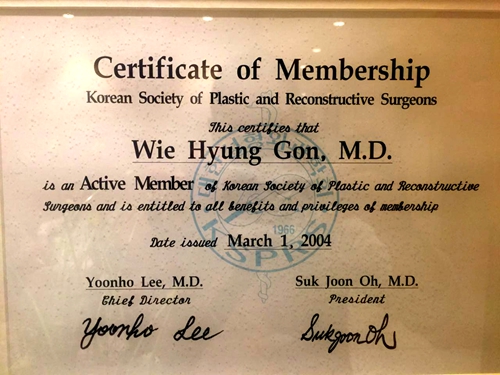 Certificate of Membership
Korean Society of Plastic and Reconstructive Surgeons
This certifies that
Wie Hyung Gon, M.D.
is an Active Member of Korean Society of Plastic and Reconstructive
Surgeons and is entitled to all benefits and privileges of membership
1966
KSPRS
Date issued March 1, 2004
Yoonho Lee, M.D. Suk Joon Oh, M.D.
Chief Director President
Yoonho Lee Sukjoon Oh